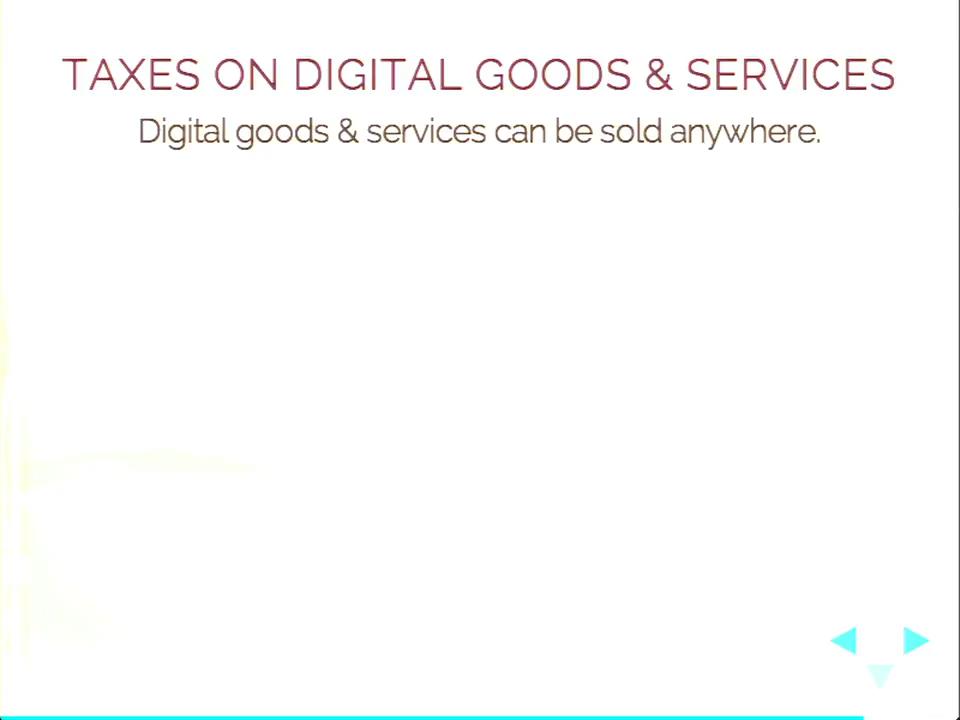 TAXES ON DIGITAL GOODS & SERVICES
Digital goods & services can be sold anywhere.